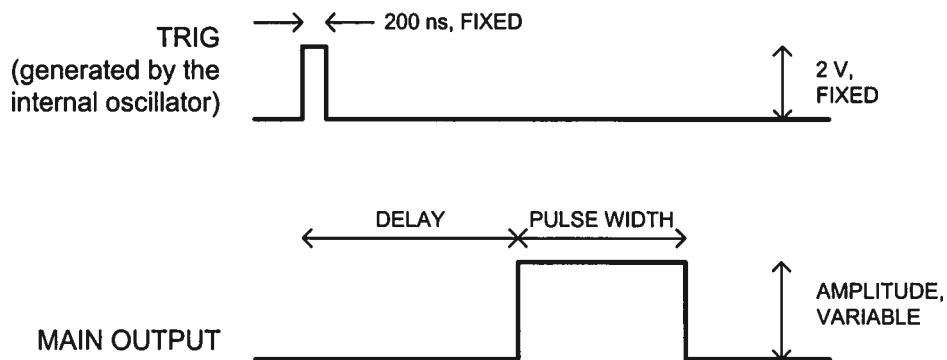 TRIG
(generated by the
internal oscillator)
200 ns, FIXED
2 V,
FIXED
DELAY
PULSE WIDTH
AMPLITUDE,
VARIABLE
MAIN OUTPUT